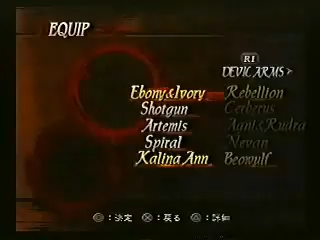 EQUIP
R1
DEVIL ARMS >
Ebony&Ivory Rebellion
Shotgun Cerberus
Artemis Agni&Rudra
Spiral Nevan
Kalina Ann Beowulf
○:決定 ×:戻る △:詳細